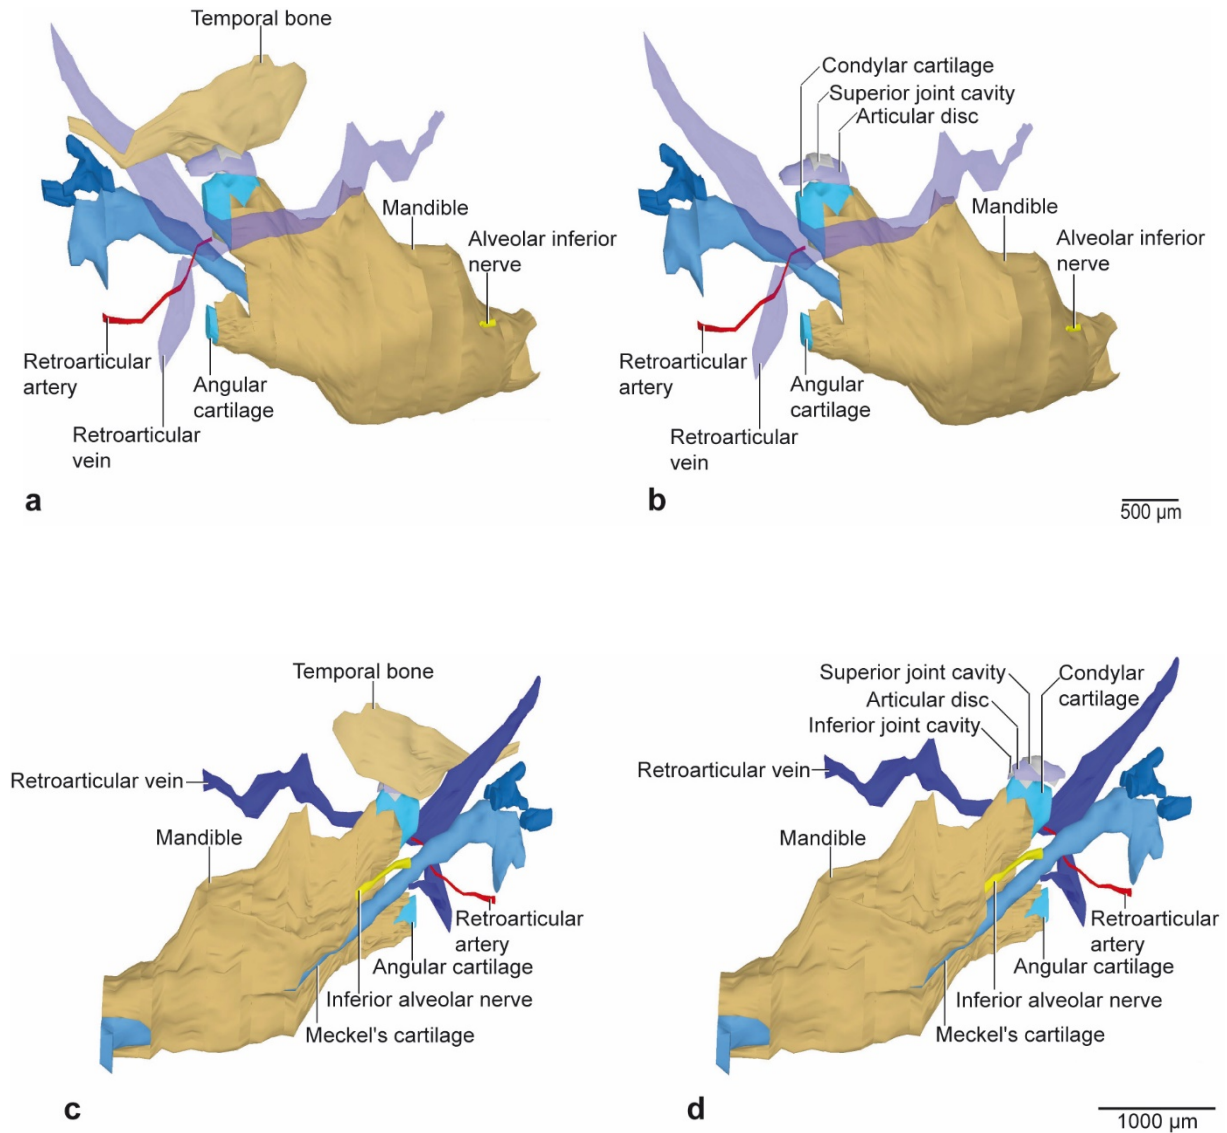 Temporal bone
Mandible
Alveolar inferior
nerve
Retroarticular
artery
Angular
cartilage
Retroarticular
vein
a
Condylar cartilage
Superior joint cavity
Articular disc
Mandible
Alveolar inferior
nerve
Retroarticular
artery
Angular
cartilage
Retroarticular
vein
b
500 µm
Temporal bone
Retroarticular vein
Mandible
Retroarticular
artery
Angular cartilage
Inferior alveolar nerve
Meckel's cartilage
c
Superior joint cavity
Articular disc
Inferior joint cavity
Condylar
cartilage
Retroarticular vein
Mandible
Retroarticular
artery
Angular cartilage
Inferior alveolar nerve
Meckel's cartilage
d
1000 µm